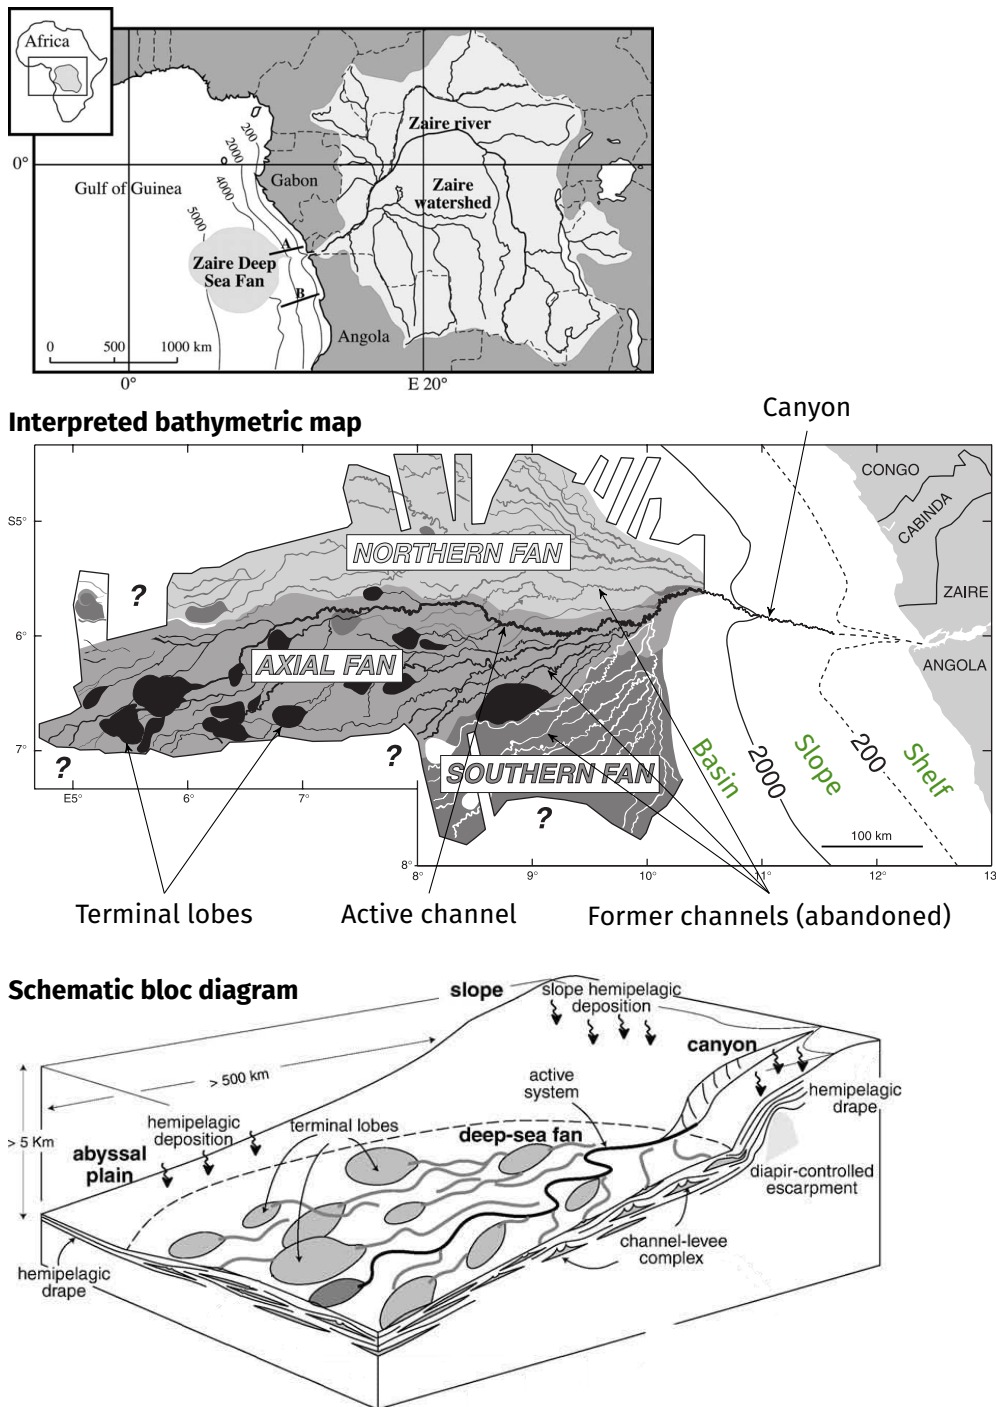 Africa
200
2000
4000
5000
0°
Gulf of Guinea
Gabon
Zaire river
Zaire
watershed
A
Zaire Deep
Sea Fan
B
Angola
0
500
1000 km
0°
E 20°
Interpreted bathymetric map
Canyon
CONGO
CABINDA
ZAIRE
ANGOLA
S5°
6°
7°
8°
NORTHERN FAN
?
AXIAL FAN
SOUTHERN FAN
?
?
?
Basin
2000
Slope
200
Shelf
100 km
E5°
6°
7°
8°
9°
10°
11°
12°
13
Terminal lobes
Active channel
Former channels (abandoned)
Schematic bloc diagram
slope
slope hemipelagic
deposition
canyon
hemipelagic
drape
active
system
> 500 km
> 5 Km
hemipelagic
deposition
terminal lobes
deep-sea fan
abyssal
plain
diapir-controlled
escarpment
channel-levee
complex
hemipelagic
drape